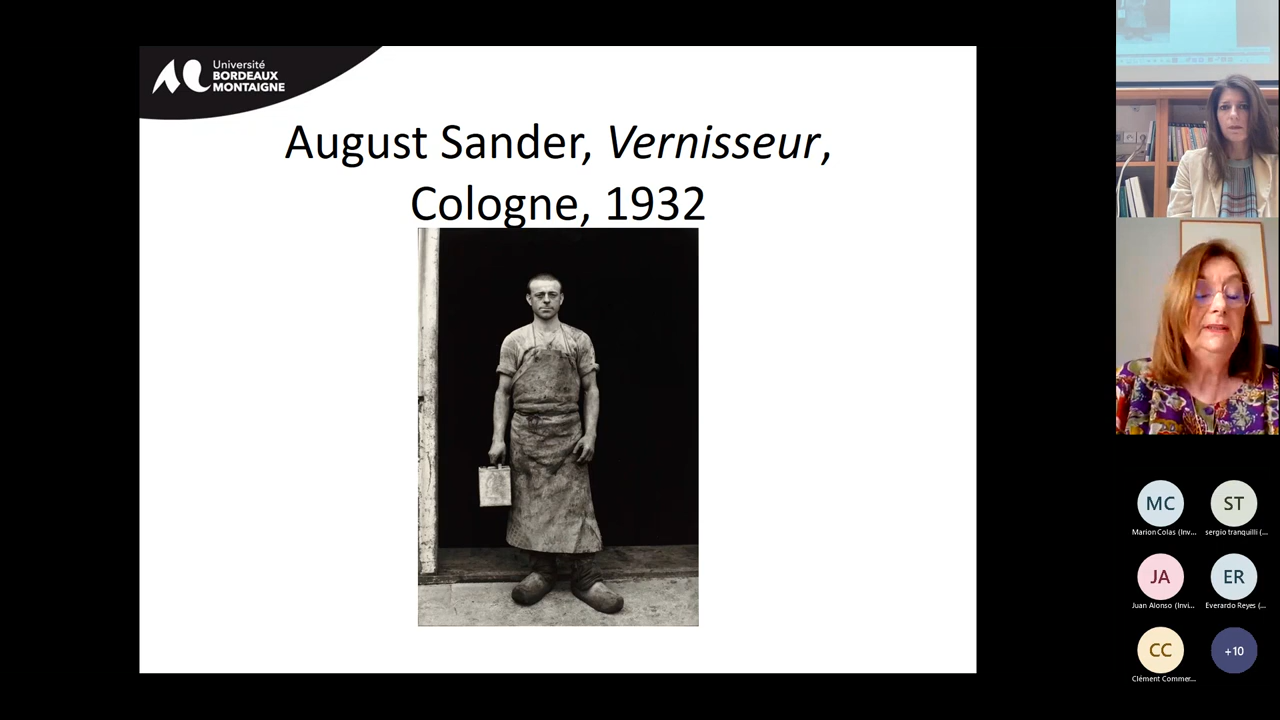 Université
BORDEAUX
MONTAIGNE
August Sander, Vernisseur,
Cologne, 1932
MC
ST
Marion Colas (Inv...
sergio tranquilli (...
JA
ER
Juan Alonso (Invi...
Everardo Reyes (...
CC
+10
Clément Commer...